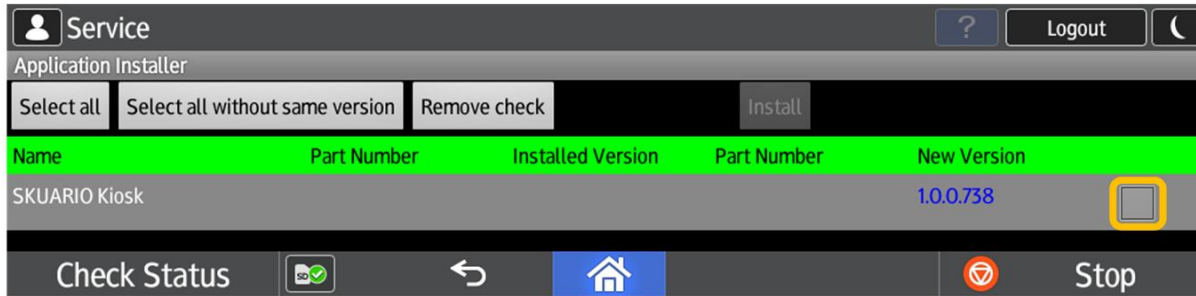 Service ? Logout
Application Installer
Select all Select all without same version Remove check Install
Name Part Number Installed Version Part Number New Version
SKUARIO Kiosk 1.0.0.738
Check Status SD Stop